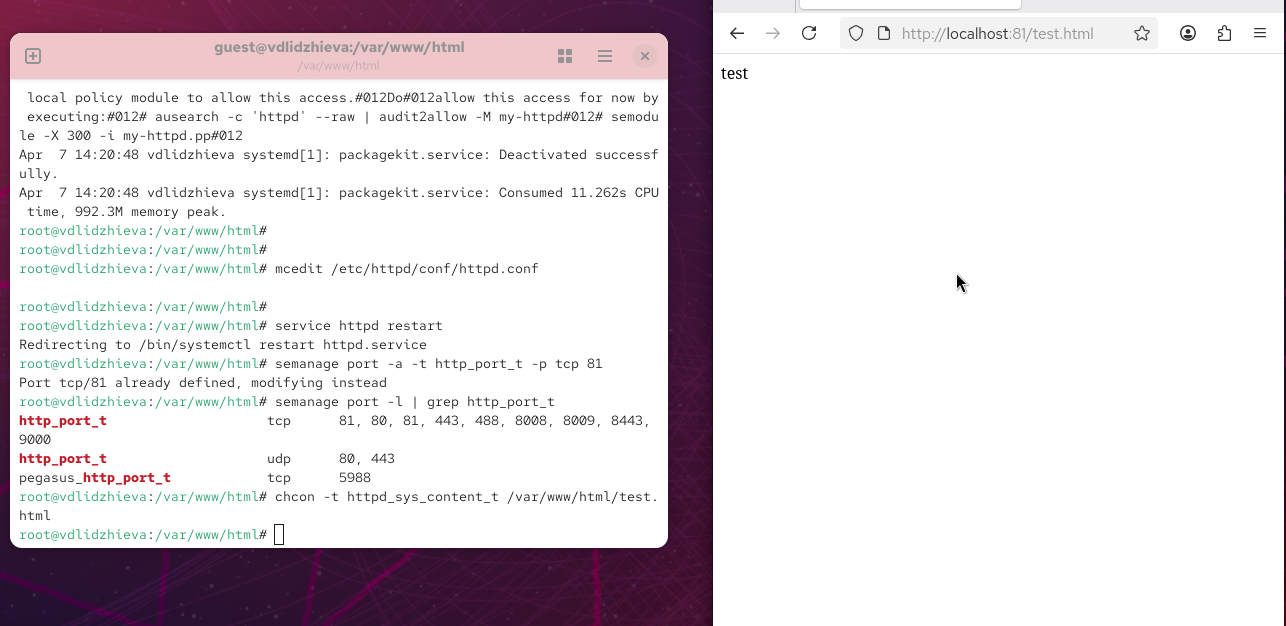 guest@vdlidzhieva:/var/www/html
/var/www/html
local policy module to allow this access.#012Do#012allow this access for now by
executing:#012# ausearch -c 'httpd' --raw | audit2allow -M my-httpd#012# semodu
le -X 300 -i my-httpd.pp#012
Apr  7 14:20:48 vdlidzhieva systemd[1]: packagekit.service: Deactivated successf
ully.
Apr  7 14:20:48 vdlidzhieva systemd[1]: packagekit.service: Consumed 11.262s CPU
time, 992.3M memory peak.
root@vdlidzhieva:/var/www/html#
root@vdlidzhieva:/var/www/html#
root@vdlidzhieva:/var/www/html# mcedit /etc/httpd/conf/httpd.conf
root@vdlidzhieva:/var/www/html#
root@vdlidzhieva:/var/www/html# service httpd restart
Redirecting to /bin/systemctl restart httpd.service
root@vdlidzhieva:/var/www/html# semanage port -a -t http_port_t -p tcp 81
Port tcp/81 already defined, modifying instead
root@vdlidzhieva:/var/www/html# semanage port -l | grep http_port_t
http_port_t                    tcp      81, 80, 81, 443, 488, 8008, 8009, 8443,
9000
http_port_t                    udp      80, 443
pegasus_http_port_t            tcp      5988
root@vdlidzhieva:/var/www/html# chcon -t httpd_sys_content_t /var/www/html/test.
html
root@vdlidzhieva:/var/www/html#
http://localhost:81/test.html
test